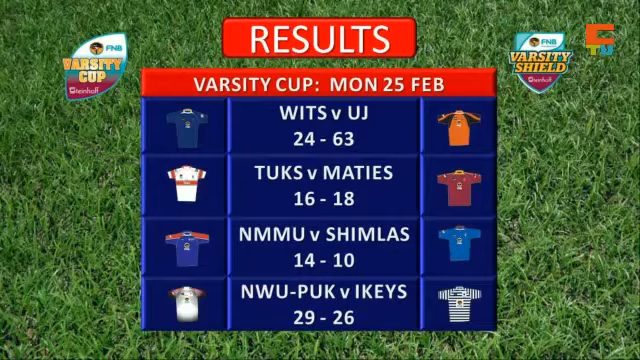 RESULTS
FNB
VARSITY
CUP
Steinhoff
FNB
VARSITY
SHIELD
Steinhoff
TV
VARSITY CUP: MON 25 FEB
WITS v UJ
24 - 63
TUKS v MATIES
16 - 18
NMMU v SHIMLAS
14 - 10
NWU-PUK v IKEYS
29 - 26